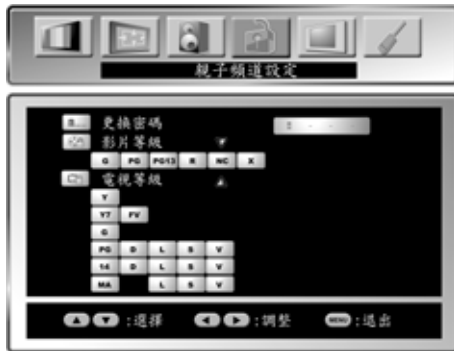 親子頻道設定
更換密碼
影片等級
G PG PG13 R NC X
電視等級
Y
Y7 FV
G
PG D L S V
14 D L S V
MA L S V
:選擇 :調整 MENU :退出